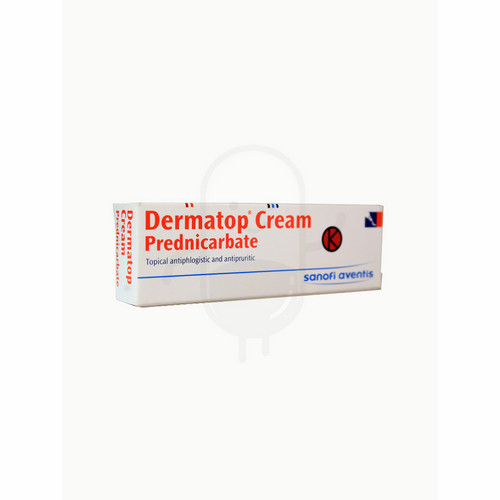 Dermatop® Cream
Prednicarbate
Topical antiphlogistic and antipruritic
K
sanofi aventis
Dermatop
Cream
Prednicarbate